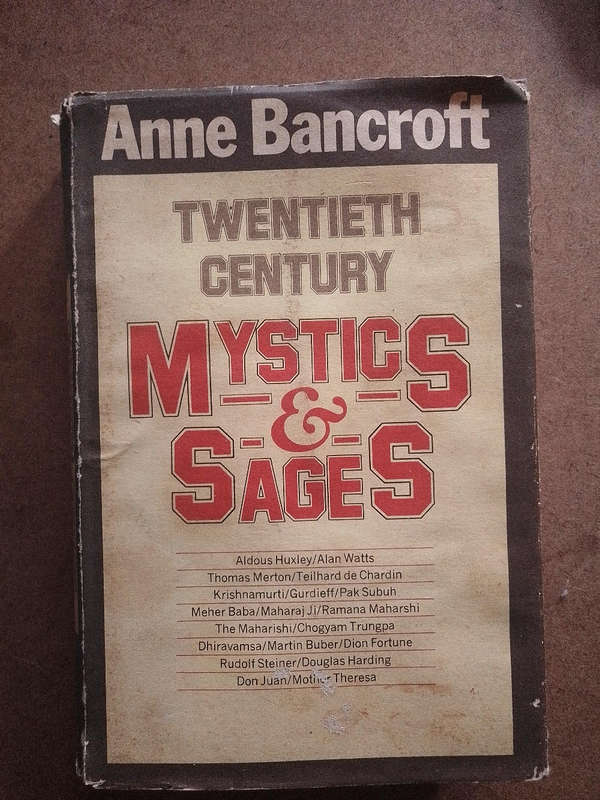 Anne Bancroft
TWENTIETH
CENTURY
MYSTICS
&
SAGES
Aldous Huxley/Alan Watts
Thomas Merton/Teilhard de Chardin
Krishnamurti/Gurdieff/Pak Subuh
Meher Baba/Maharaj Ji/Ramana Maharshi
The Maharishi/Chogyam Trungpa
Dhiravamsa/Martin Buber/Dion Fortune
Rudolf Steiner/Douglas Harding
Don Juan/Mother Theresa